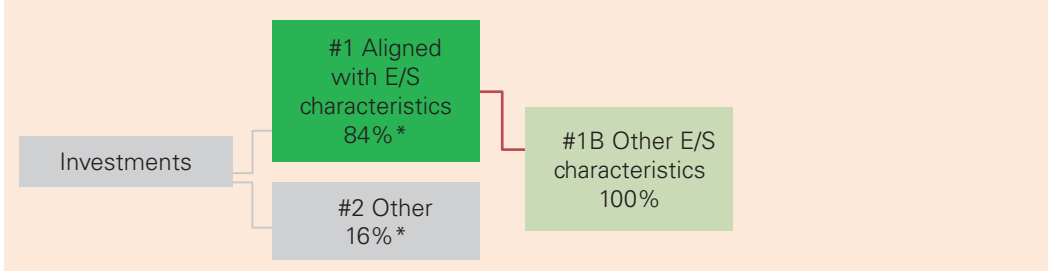 Investments
#1 Aligned
with E/S
characteristics
84%*
#2 Other
16%*
#1B Other E/S
characteristics
100%